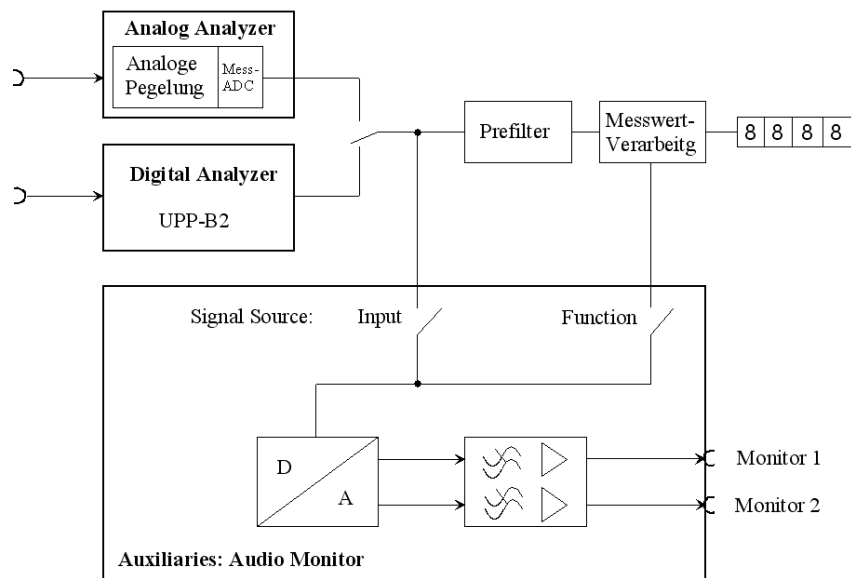 Analog Analyzer
Analoge
Pegelung
Mess-
ADC
Prefilter
Messwert-
Verarbeitg
8 8 8 8
Digital Analyzer
UPP-B2
Signal Source:
Input
Function
D
A
Monitor 1
Monitor 2
Auxiliaries: Audio Monitor